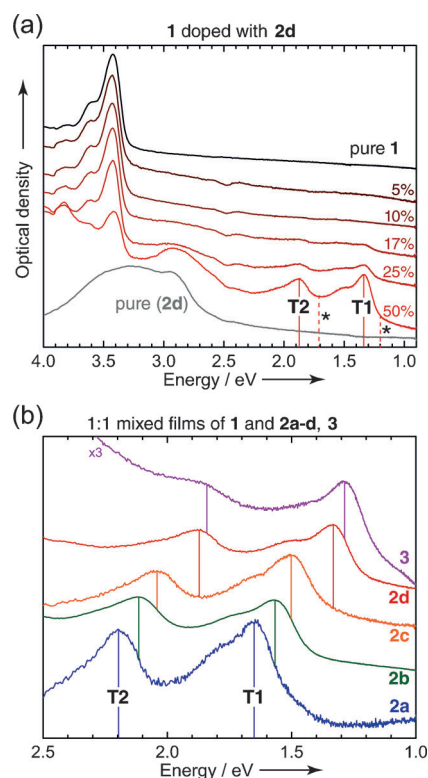 (a)
1 doped with 2d
Optical density
pure 1
5%
10%
17%
25%
50%
pure (2d)
T2
*
T1
*
4.0 3.5 3.0 2.5 2.0 1.5 1.0
Energy / eV
(b)
1:1 mixed films of 1 and 2a-d, 3
x3
3
2d
2c
2b
2a
T2
T1
2.5 2.0 1.5 1.0
Energy / eV